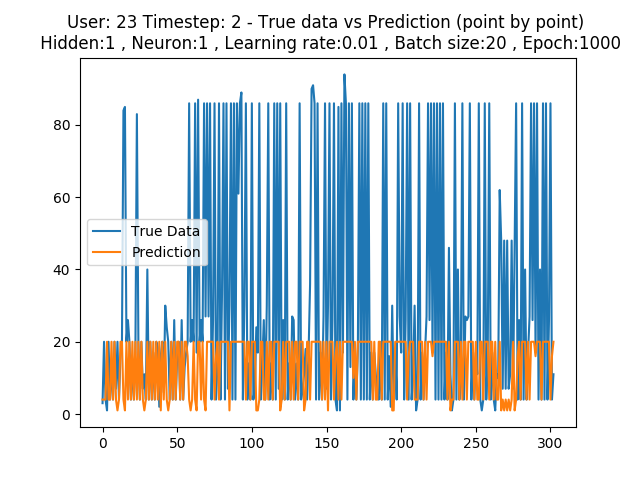 User: 23 Timestep: 2 - True data vs Prediction (point by point)
Hidden:1 , Neuron:1 , Learning rate:0.01 , Batch size:20 , Epoch:1000
80
60
True Data
Prediction
40
20
0
0 50 100 150 200 250 300